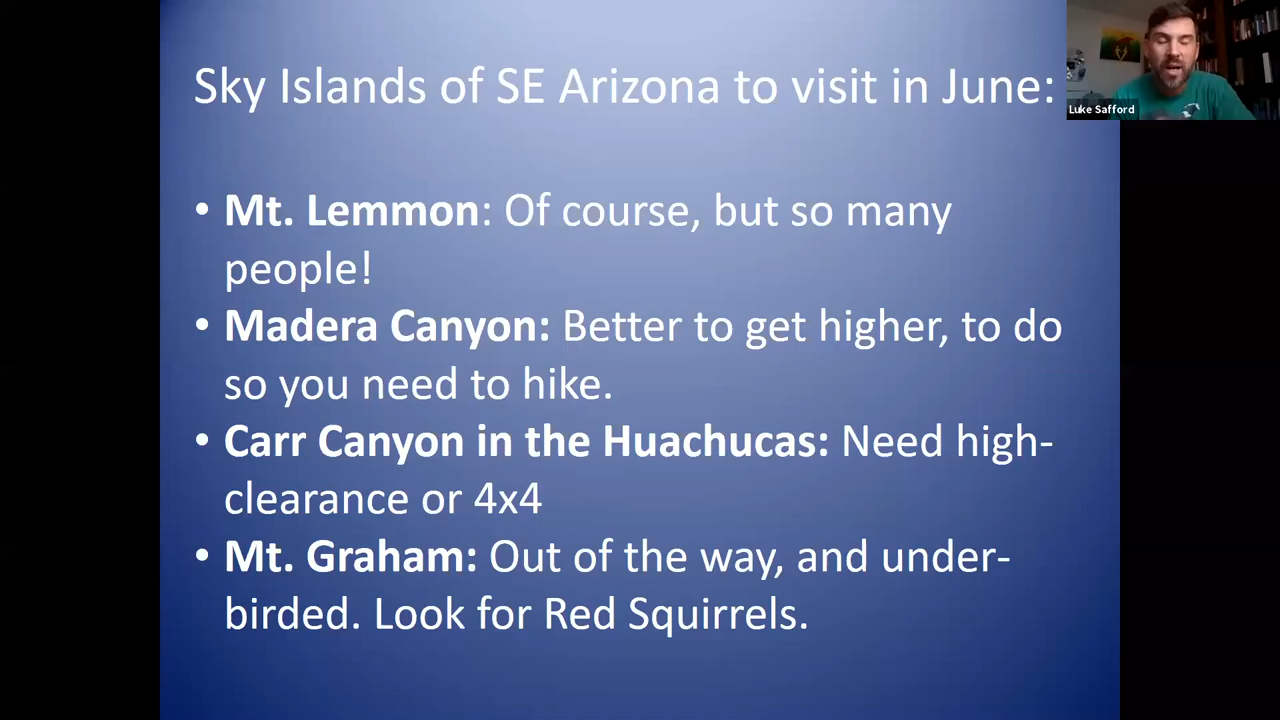 Sky Islands of SE Arizona to visit in June:
Luke Safford
• Mt. Lemmon: Of course, but so many
people!
• Madera Canyon: Better to get higher, to do
so you need to hike.
• Carr Canyon in the Huachucas: Need high-
clearance or 4x4
• Mt. Graham: Out of the way, and under-
birded. Look for Red Squirrels.